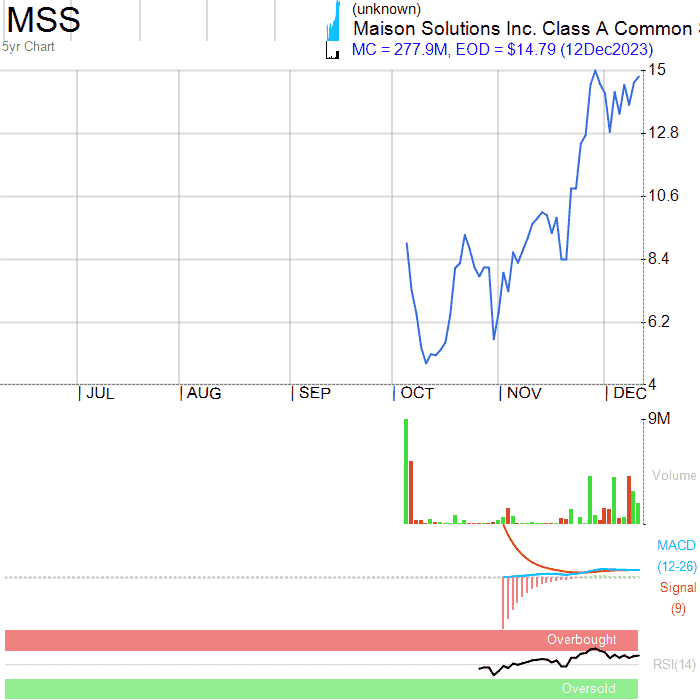 MSS
5yr Chart
(unknown)
Maison Solutions Inc. Class A Common
MC = 277.9M, EOD = $14.79 (12Dec2023)
15
12.8
10.6
8.4
6.2
4
JUL AUG SEP OCT NOV DEC
9M
Volume
MACD
(12-26)
Signal
(9)
Overbought
RSI(14)
Oversold